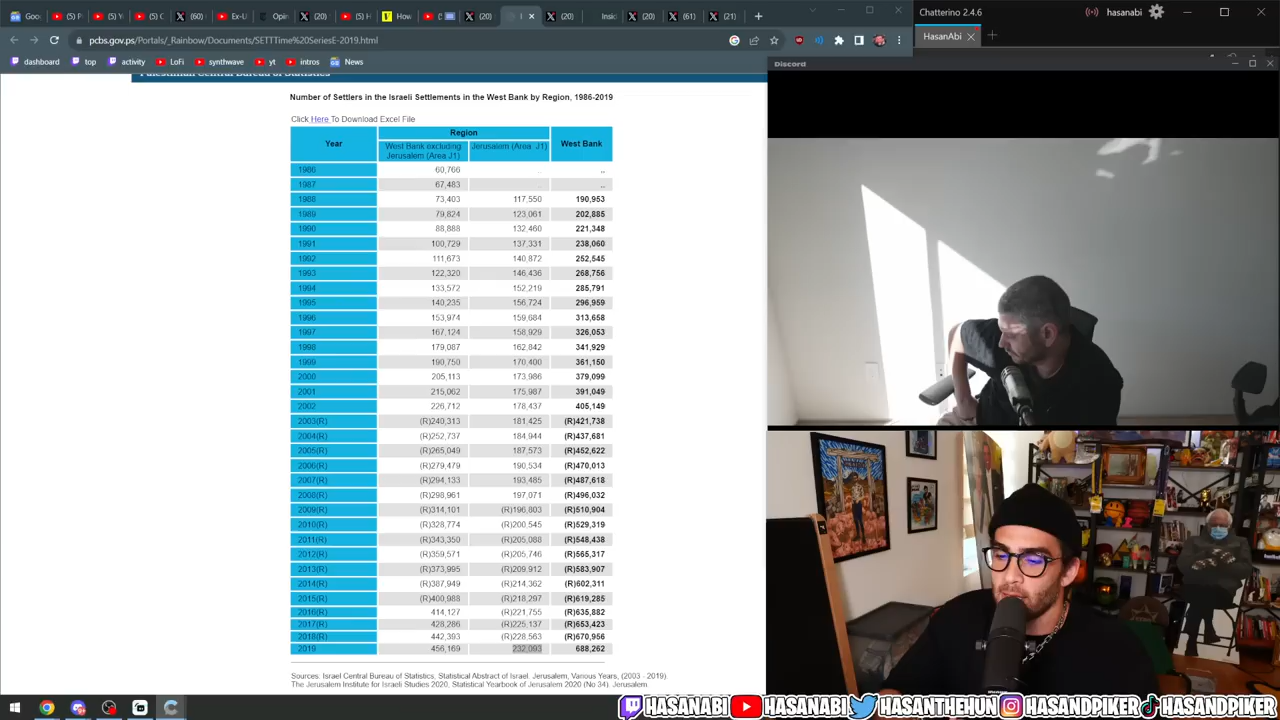 Chatterino 2.4.6
hasanabi
HasanAbi
pcbs.gov.ps/Portals/_Rainbow/Documents/SETTTime%20SeriesE-2019.html
dashboard top activity LoFi synthwave yt intros News
Discord
Palestinian Central Bureau of Statistics
Number of Settlers in the Israeli Settlements in the West Bank by Region, 1986-2019
Click Here To Download Excel File
Year Region West Bank
West Bank excluding Jerusalem (Area J1) Jerusalem (Area J1)
1986 60,766 . ..
1987 67,483 . ..
1988 73,403 117,550 190,953
1989 79,824 123,061 202,885
1990 88,888 132,460 221,348
1991 100,729 137,331 238,060
1992 111,673 140,872 252,545
1993 122,320 146,436 268,756
1994 133,572 152,219 285,791
1995 140,235 156,724 296,959
1996 153,974 159,684 313,658
1997 167,124 158,929 326,053
1998 179,087 162,842 341,929
1999 190,750 170,400 361,150
2000 205,113 173,986 379,099
2001 215,062 175,987 391,049
2002 226,712 178,437 405,149
2003(R) (R)240,313 181,425 (R)421,738
2004(R) (R)252,737 184,944 (R)437,681
2005(R) (R)265,049 187,573 (R)452,622
2006(R) (R)279,479 190,534 (R)470,013
2007(R) (R)294,133 193,485 (R)487,618
2008(R) (R)298,961 197,071 (R)496,032
2009(R) (R)314,101 (R)196,803 (R)510,904
2010(R) (R)328,774 (R)200,545 (R)529,319
2011(R) (R)343,350 (R)205,088 (R)548,438
2012(R) (R)359,571 (R)205,746 (R)565,317
2013(R) (R)373,995 (R)209,912 (R)583,907
2014(R) (R)387,949 (R)214,362 (R)602,311
2015(R) (R)400,988 (R)218,297 (R)619,285
2016(R) 414,127 (R)221,755 (R)635,882
2017(R) 428,286 (R)225,137 (R)653,423
2018(R) 442,393 (R)228,563 (R)670,956
2019 456,169 232,093 688,262
Sources: Israel Central Bureau of Statistics, Statistical Abstract of Israel. Jerusalem, Various Years, (2003 - 2019).
The Jerusalem Institute for Israeli Studies 2020, Statistical Yearbook of Jerusalem 2020 (No 34). Jerusalem
HASANABI HASANABI HASANTHEHUN HASANDPIKER HASANDPIKER